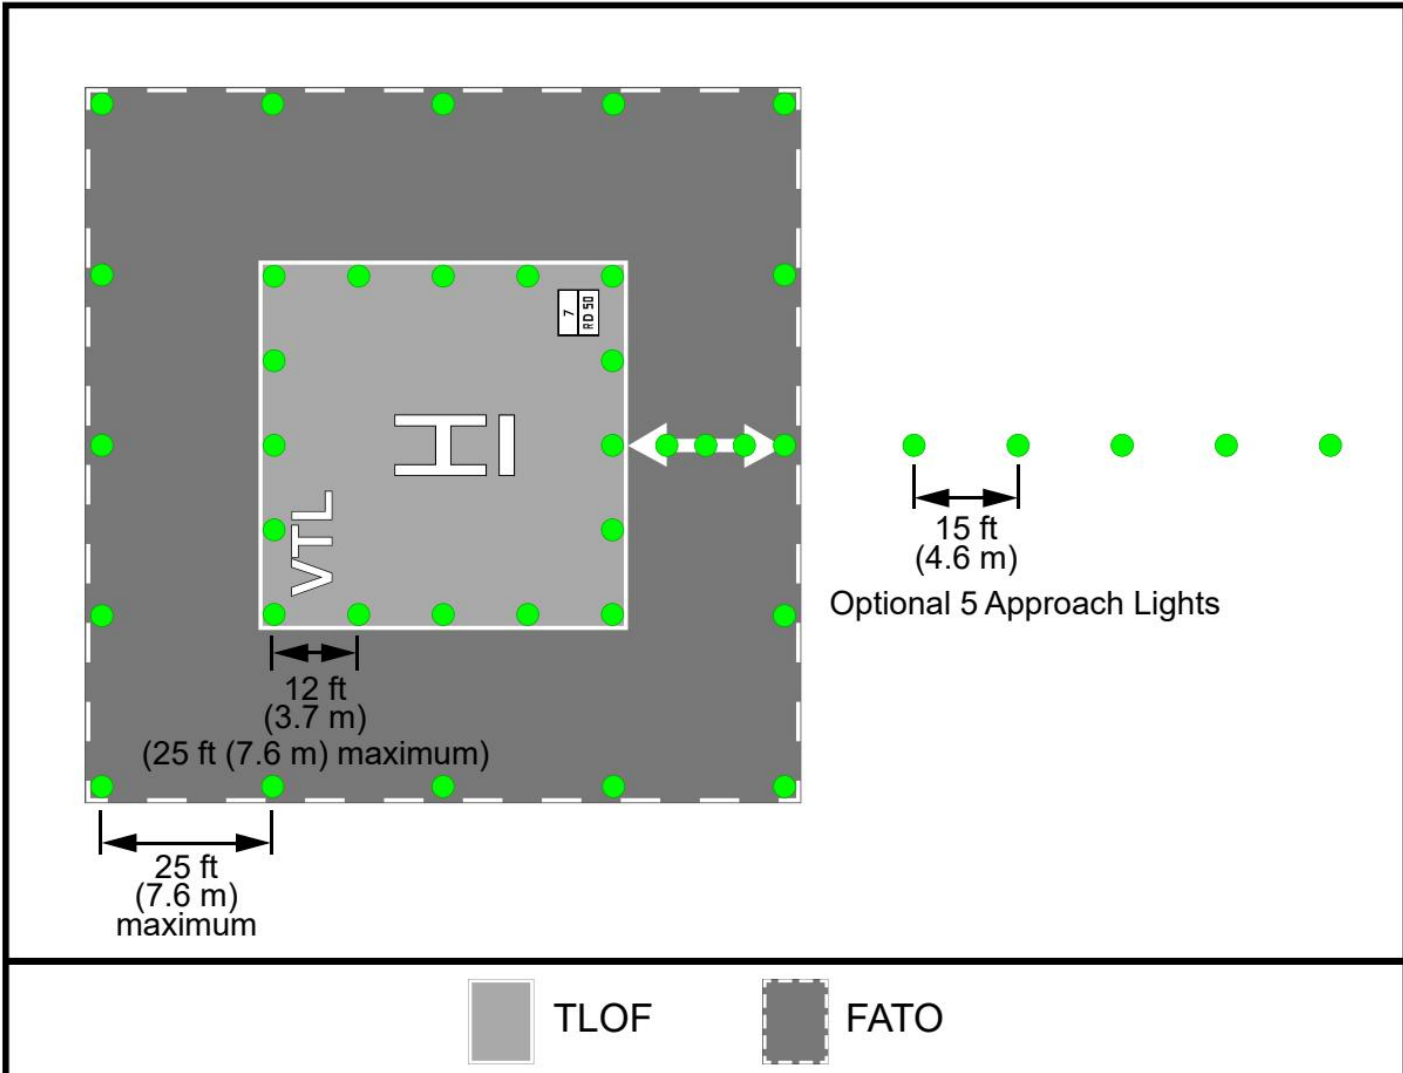 7
RD 50
H
VTL
15 ft
(4.6 m)
Optional 5 Approach Lights
12 ft
(3.7 m)
(25 ft (7.6 m) maximum)
25 ft
(7.6 m)
maximum
TLOF
FATO